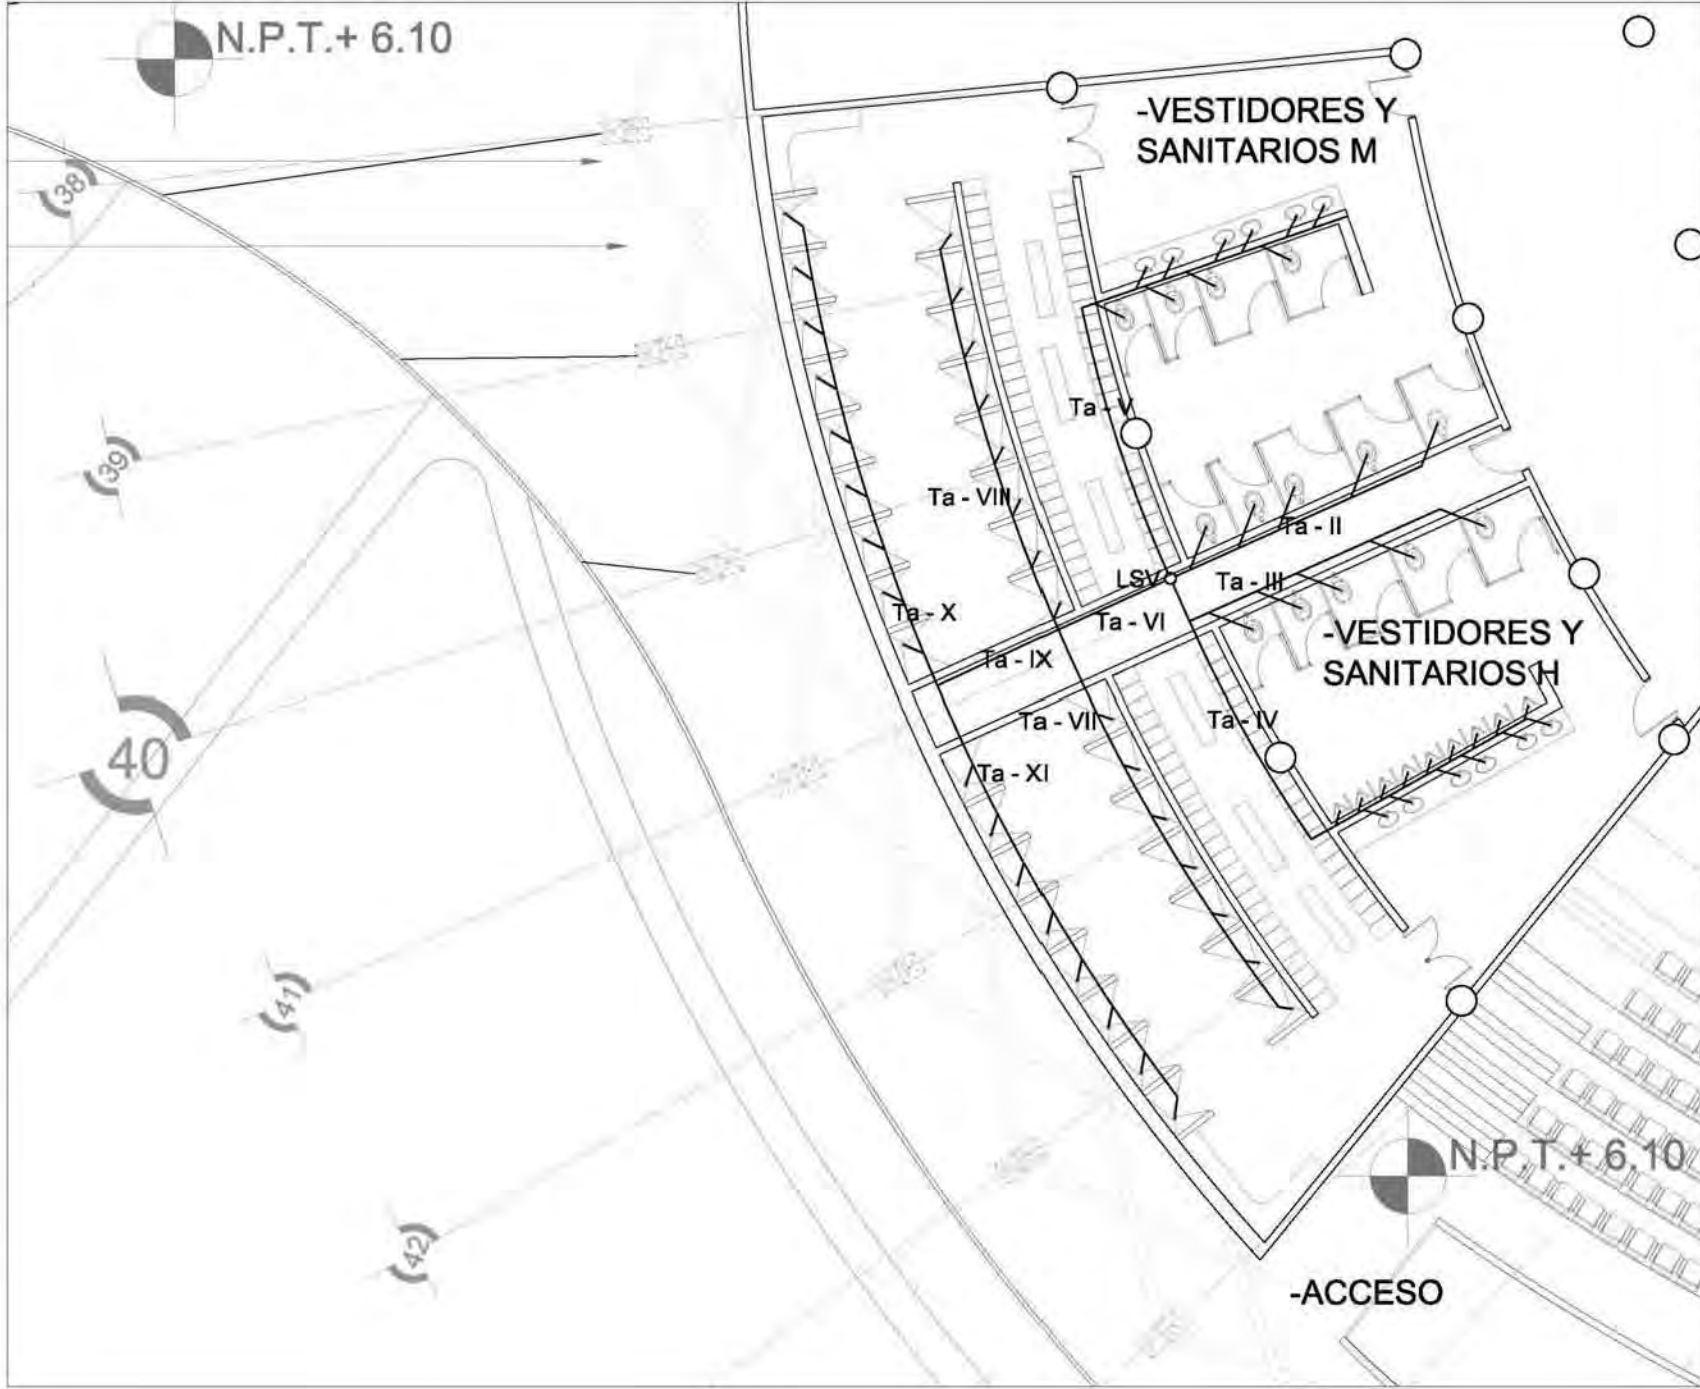 N.P.T.+ 6.10
-VESTIDORES Y
SANITARIOS M
38
39
Ta - V
Ta - VIII
Ta - II
LSV
Ta - III
Ta - X
Ta - VI
-VESTIDORES Y
SANITARIOS H
Ta - IX
Ta - VII
Ta - IV
40
Ta - XI
41
N.P.T.+ 6.10
42
-ACCESO